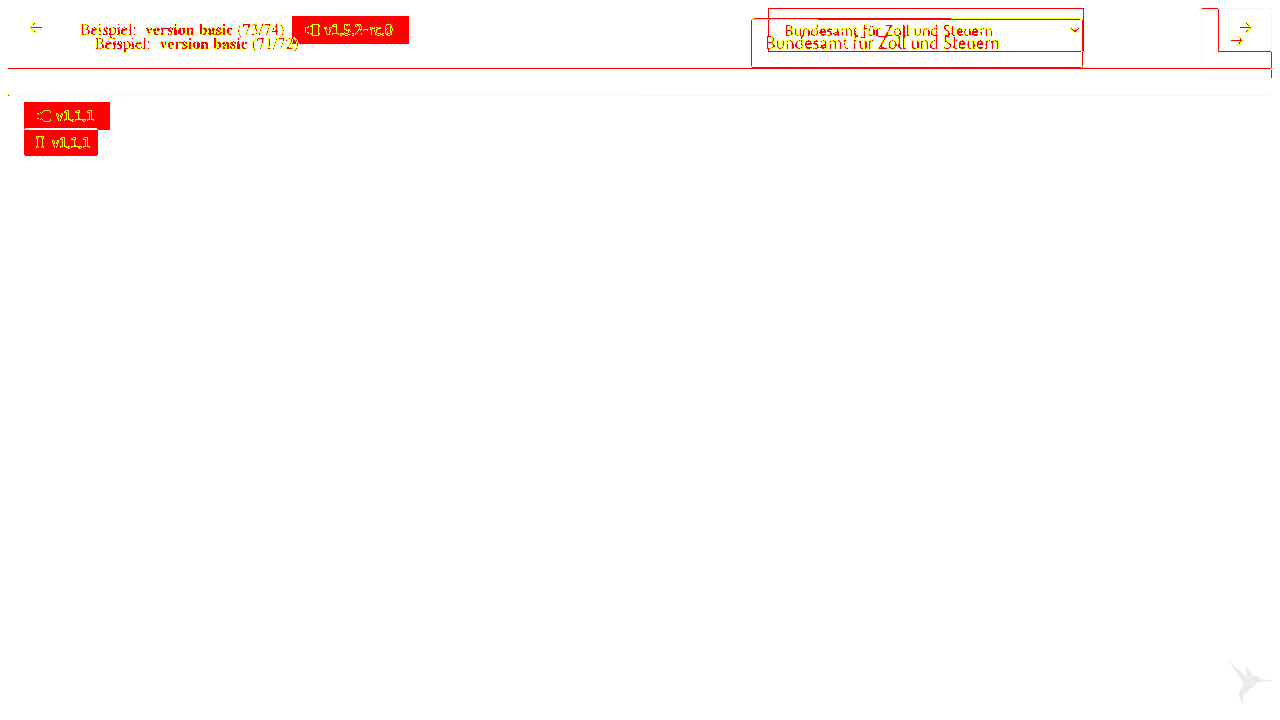 ← Beispiel: version basic (73/74) v1.5.2-rc.0 Bundesamt für Zoll und Steuern →
Beispiel: version basic (71/72) Bundesamt für Zoll und Steuern →
v1.1.1
v1.1.1